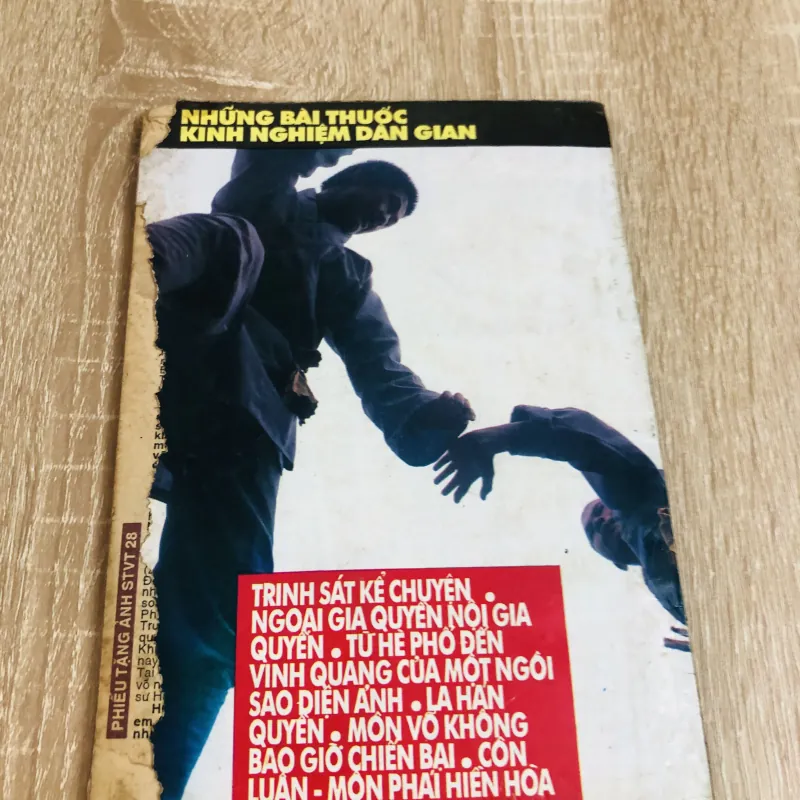 NHỮNG BÀI THUỐC
KINH NGHIỆM DÂN GIAN
PHIẾU TẶNG ẢNH STVT 28
TRINH SÁT KỂ CHUYỆN •
NGOẠI GIA QUYỀN NỘI GIA
QUYỀN • TỪ HÈ PHỐ ĐẾN
VINH QUANG CỦA MỘT NGÔI
SAO ĐIỆN ẢNH • LA HÁN
QUYỀN • MÔN VÕ KHÔNG
BAO GIỜ CHIẾN BẠI • CÔN
LUÂN - MÔN PHÁI HIỀN HÒA